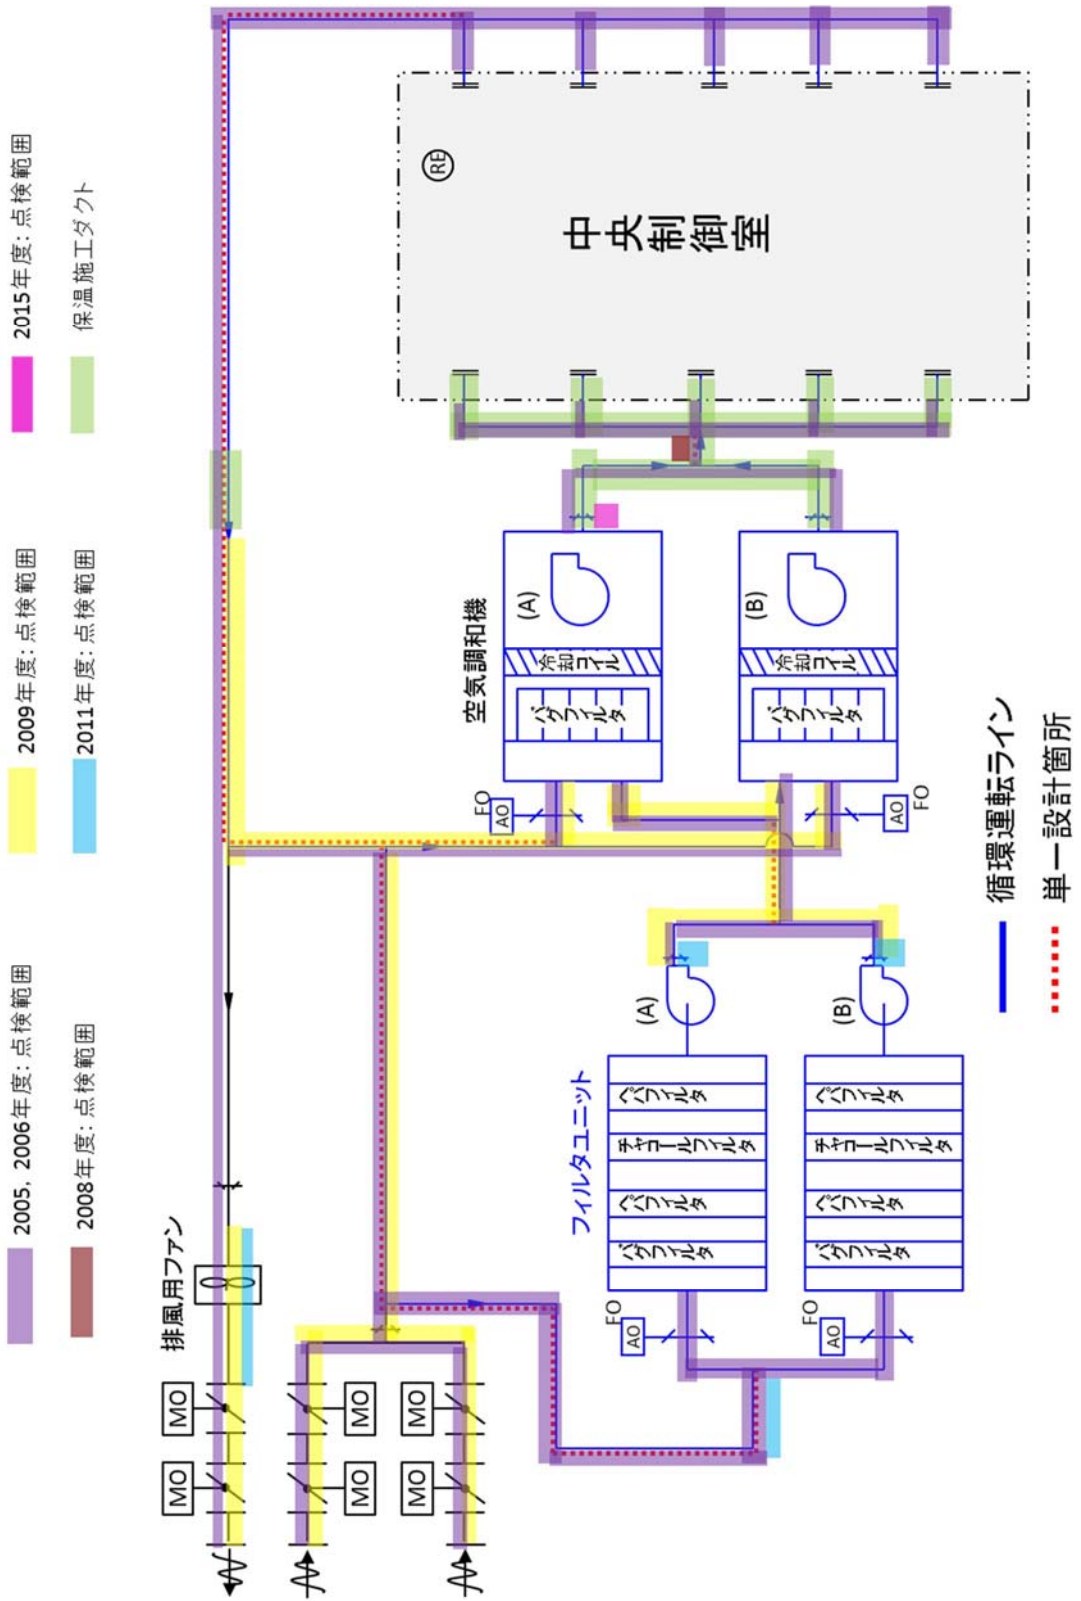 2005, 2006年度: 点検範囲
2009年度: 点検範囲
2015年度: 点検範囲
2008年度: 点検範囲
2011年度: 点検範囲
保温施工ダクト
排風用ファン
MO
MO
MO
MO
MO
MO
空気調和機
(A)
冷却コイル
バグフィルタ
FO
AO
(B)
冷却コイル
バグフィルタ
AO
FO
中央制御室
RE
フィルタユニット
(A)
バグフィルタ
ヘパフィルタ
チャコールフィルタ
ヘパフィルタ
FO
AO
(B)
バグフィルタ
ヘパフィルタ
チャコールフィルタ
ヘパフィルタ
FO
AO
循環運転ライン
単一設計箇所